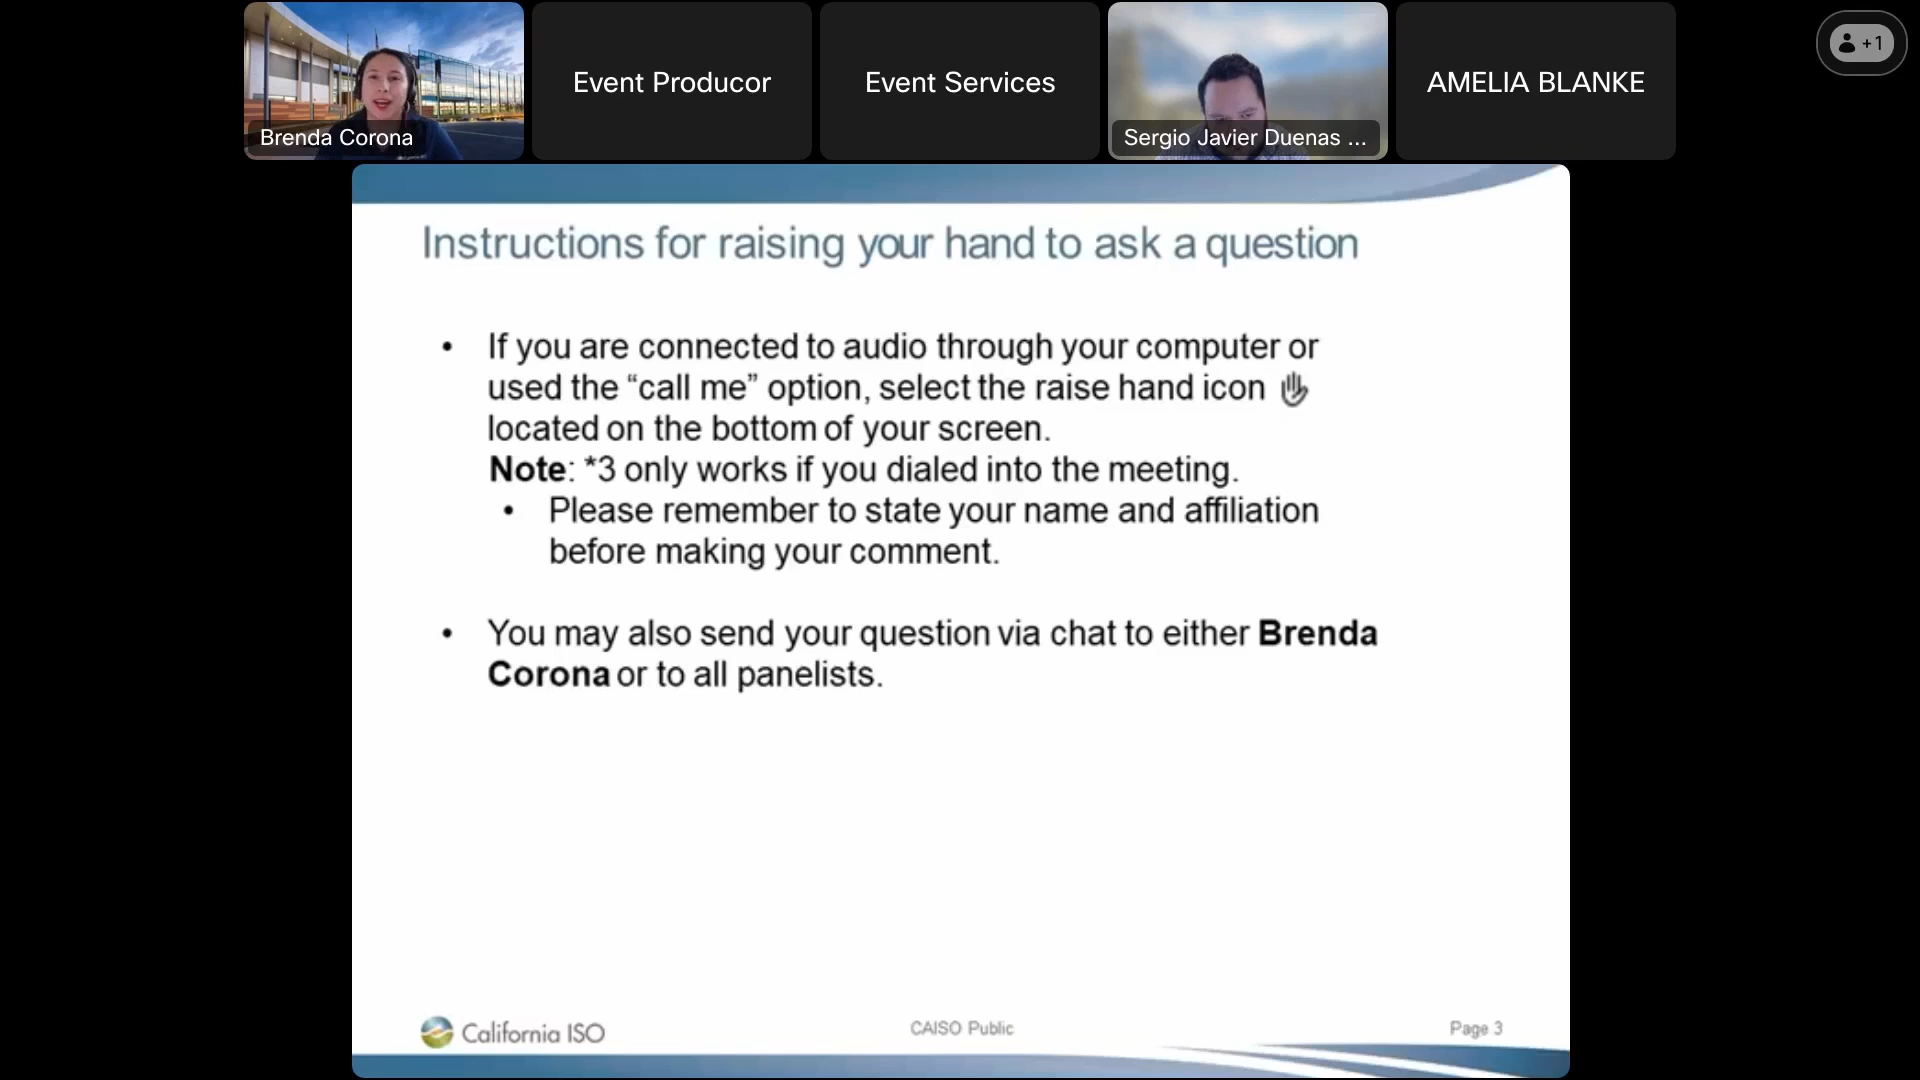 Brenda Corona
Event Producor
Event Services
Sergio Javier Duenas ...
AMELIA BLANKE
+1
Instructions for raising your hand to ask a question
• If you are connected to audio through your computer or
used the “call me” option, select the raise hand icon
located on the bottom of your screen.
Note: *3 only works if you dialed into the meeting.
• Please remember to state your name and affiliation
before making your comment.
• You may also send your question via chat to either Brenda
Corona or to all panelists.
California ISO
CAISO Public
Page 3